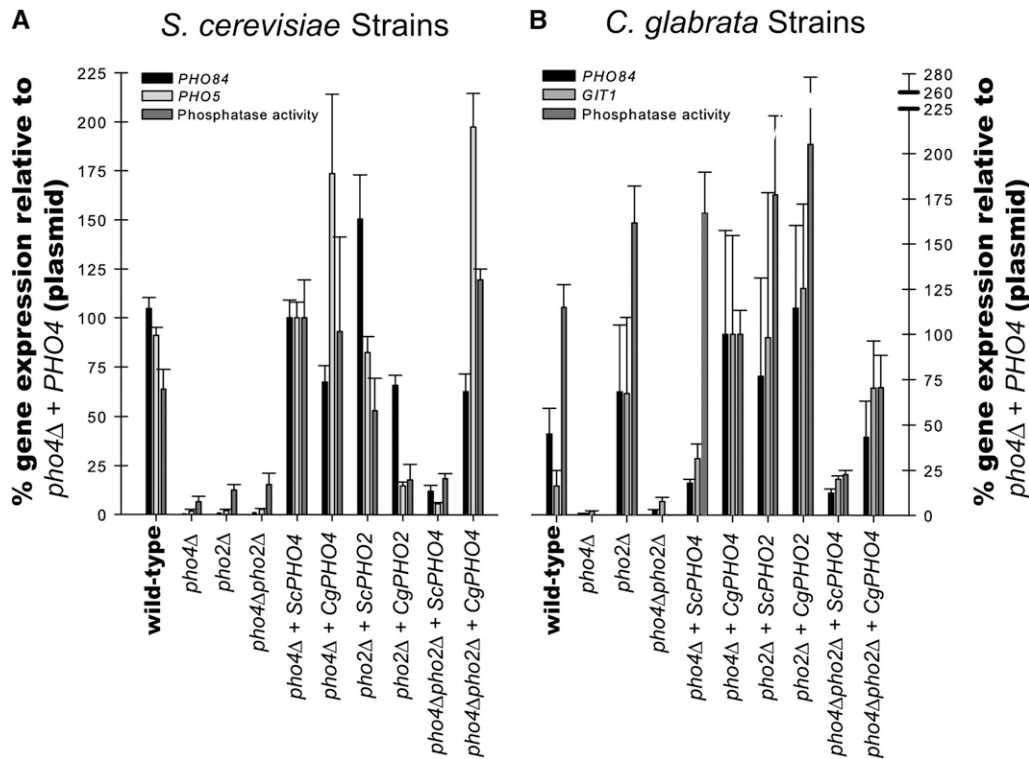 A
S. cerevisiae Strains
% gene expression relative to
pho4Δ + PHO4 (plasmid)
225
200
175
150
125
100
75
50
25
0
PHO84
PHO5
Phosphatase activity
wild-type
pho4Δ
pho2Δ
pho4Δpho2Δ
pho4Δ + ScPHO4
pho4Δ + CgPHO4
pho2Δ + ScPHO2
pho2Δ + CgPHO2
pho4Δpho2Δ + ScPHO4
pho4Δpho2Δ + CgPHO4
B
C. glabrata Strains
PHO84
GIT1
Phosphatase activity
280
260
225
200
175
150
125
100
75
50
25
0
% gene expression relative to
pho4Δ + PHO4 (plasmid)
wild-type
pho4Δ
pho2Δ
pho4Δpho2Δ
pho4Δ + ScPHO4
pho4Δ + CgPHO4
pho2Δ + ScPHO2
pho2Δ + CgPHO2
pho4Δpho2Δ + ScPHO4
pho4Δpho2Δ + CgPHO4